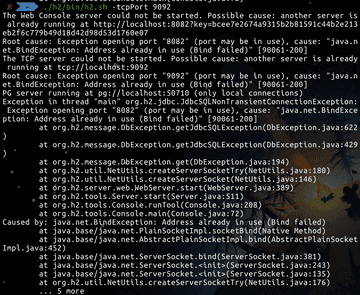 ./h2/bin/h2.sh -tcpPort 9092
The Web Console server could not be started. Possible cause: another server is
already running at http://localhost:8082?key=bcee7e2674a9315b2b81591c44b2e213
eb2f6c779b49d18d42d98d53d1760e07
Root cause: Exception opening port "8082" (port may be in use), cause: "java.n
et.BindException: Address already in use (Bind failed)" [90061-200]
The TCP server could not be started. Possible cause: another server is already
running at tcp://localhost:9092
Root cause: Exception opening port "9092" (port may be in use), cause: "java.n
et.BindException: Address already in use (Bind failed)" [90061-200]
PG server running at pg://localhost:50710 (only local connections)
Exception in thread "main" org.h2.jdbc.JdbcSQLNonTransientConnectionException:
Exception opening port "8082" (port may be in use), cause: "java.net.BindExce
ption: Address already in use (Bind failed)" [90061-200]
at org.h2.message.DbException.getJdbcSQLException(DbException.java:622
)
at org.h2.message.DbException.getJdbcSQLException(DbException.java:429
)
at org.h2.message.DbException.get(DbException.java:194)
at org.h2.util.NetUtils.createServerSocketTry(NetUtils.java:180)
at org.h2.util.NetUtils.createServerSocket(NetUtils.java:146)
at org.h2.server.web.WebServer.start(WebServer.java:389)
at org.h2.tools.Server.start(Server.java:511)
at org.h2.tools.Console.runTool(Console.java:208)
at org.h2.tools.Console.main(Console.java:72)
Caused by: java.net.BindException: Address already in use (Bind failed)
at java.base/java.net.PlainSocketImpl.socketBind(Native Method)
at java.base/java.net.AbstractPlainSocketImpl.bind(AbstractPlainSocket
Impl.java:452)
at java.base/java.net.ServerSocket.bind(ServerSocket.java:381)
at java.base/java.net.ServerSocket.<init>(ServerSocket.java:243)
at java.base/java.net.ServerSocket.<init>(ServerSocket.java:135)
at org.h2.util.NetUtils.createServerSocketTry(NetUtils.java:176)
... 5 more